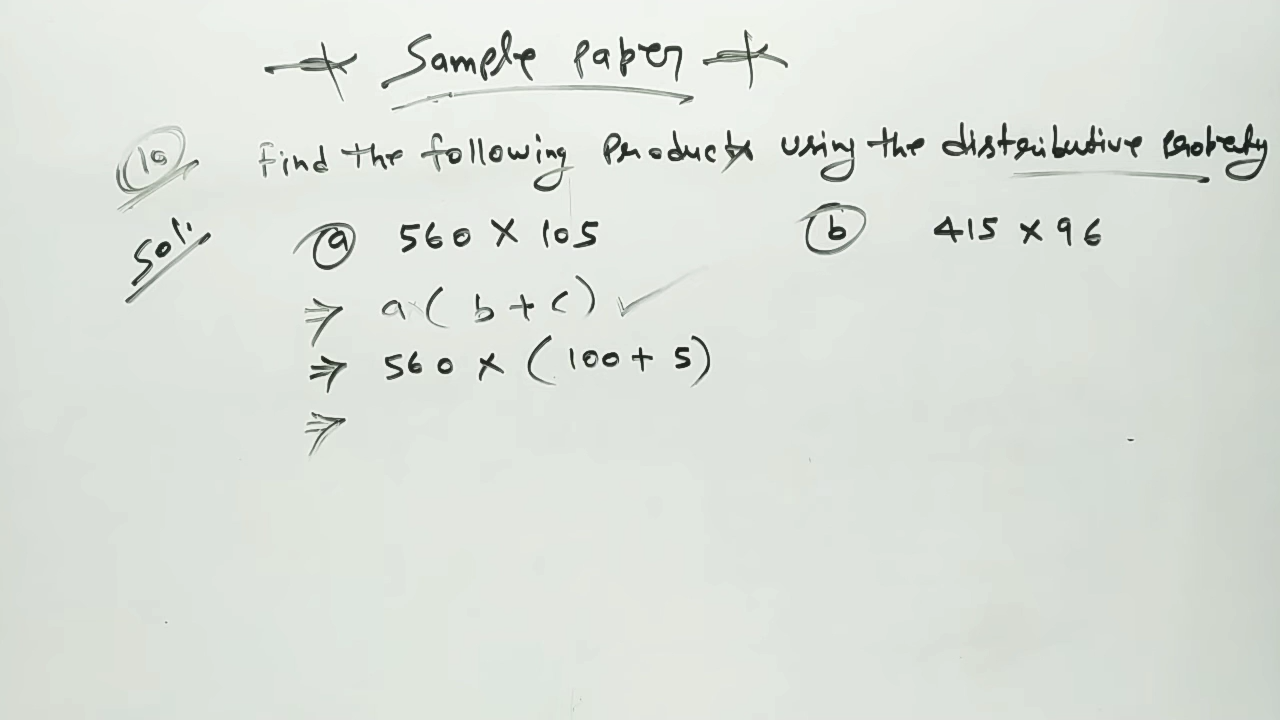 Sample paper
10 Find the following products using the distributive property
Sol: a 560 × 105 b 415 × 96
⇒ a ( b + c ) ✓
⇒ 560 × ( 100 + 5 )
⇒